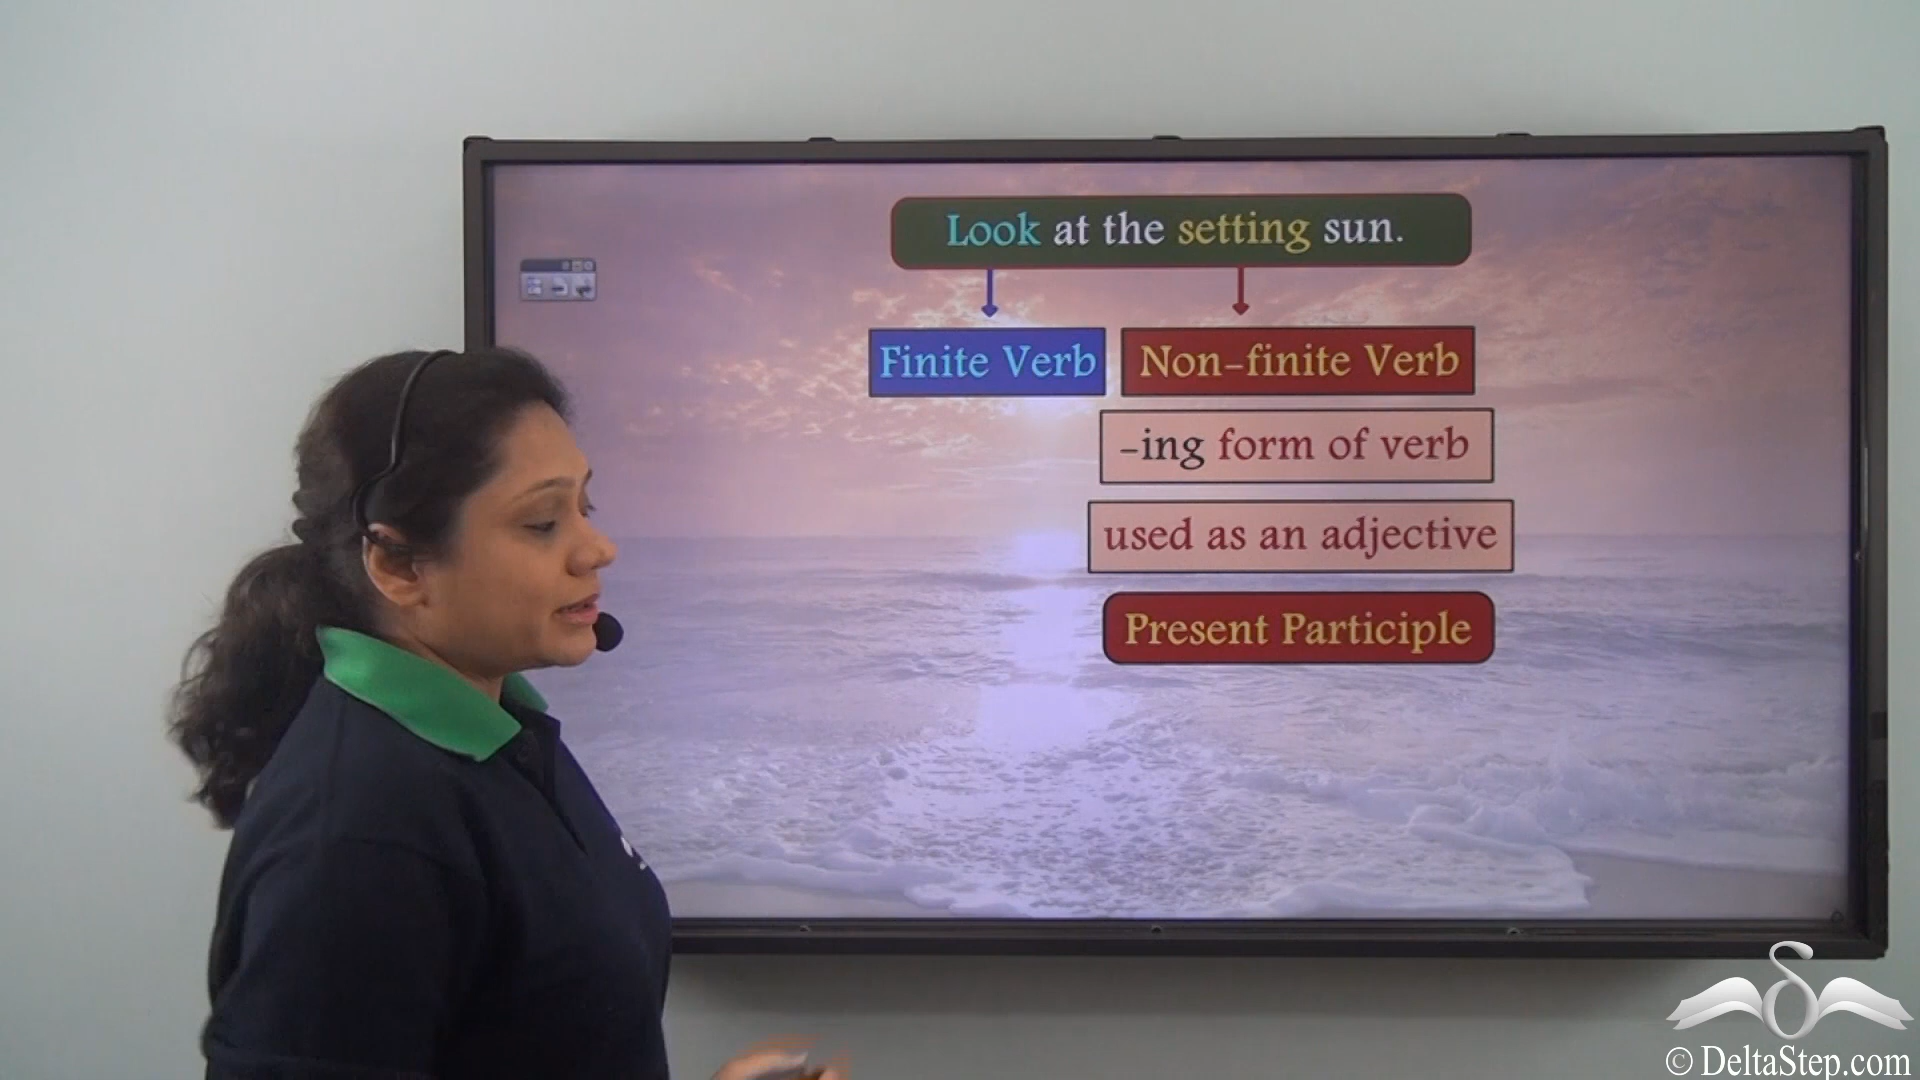 Look at the setting sun.
Finite Verb
Non-finite Verb
-ing form of verb
used as an adjective
Present Participle
© DeltaStep.com